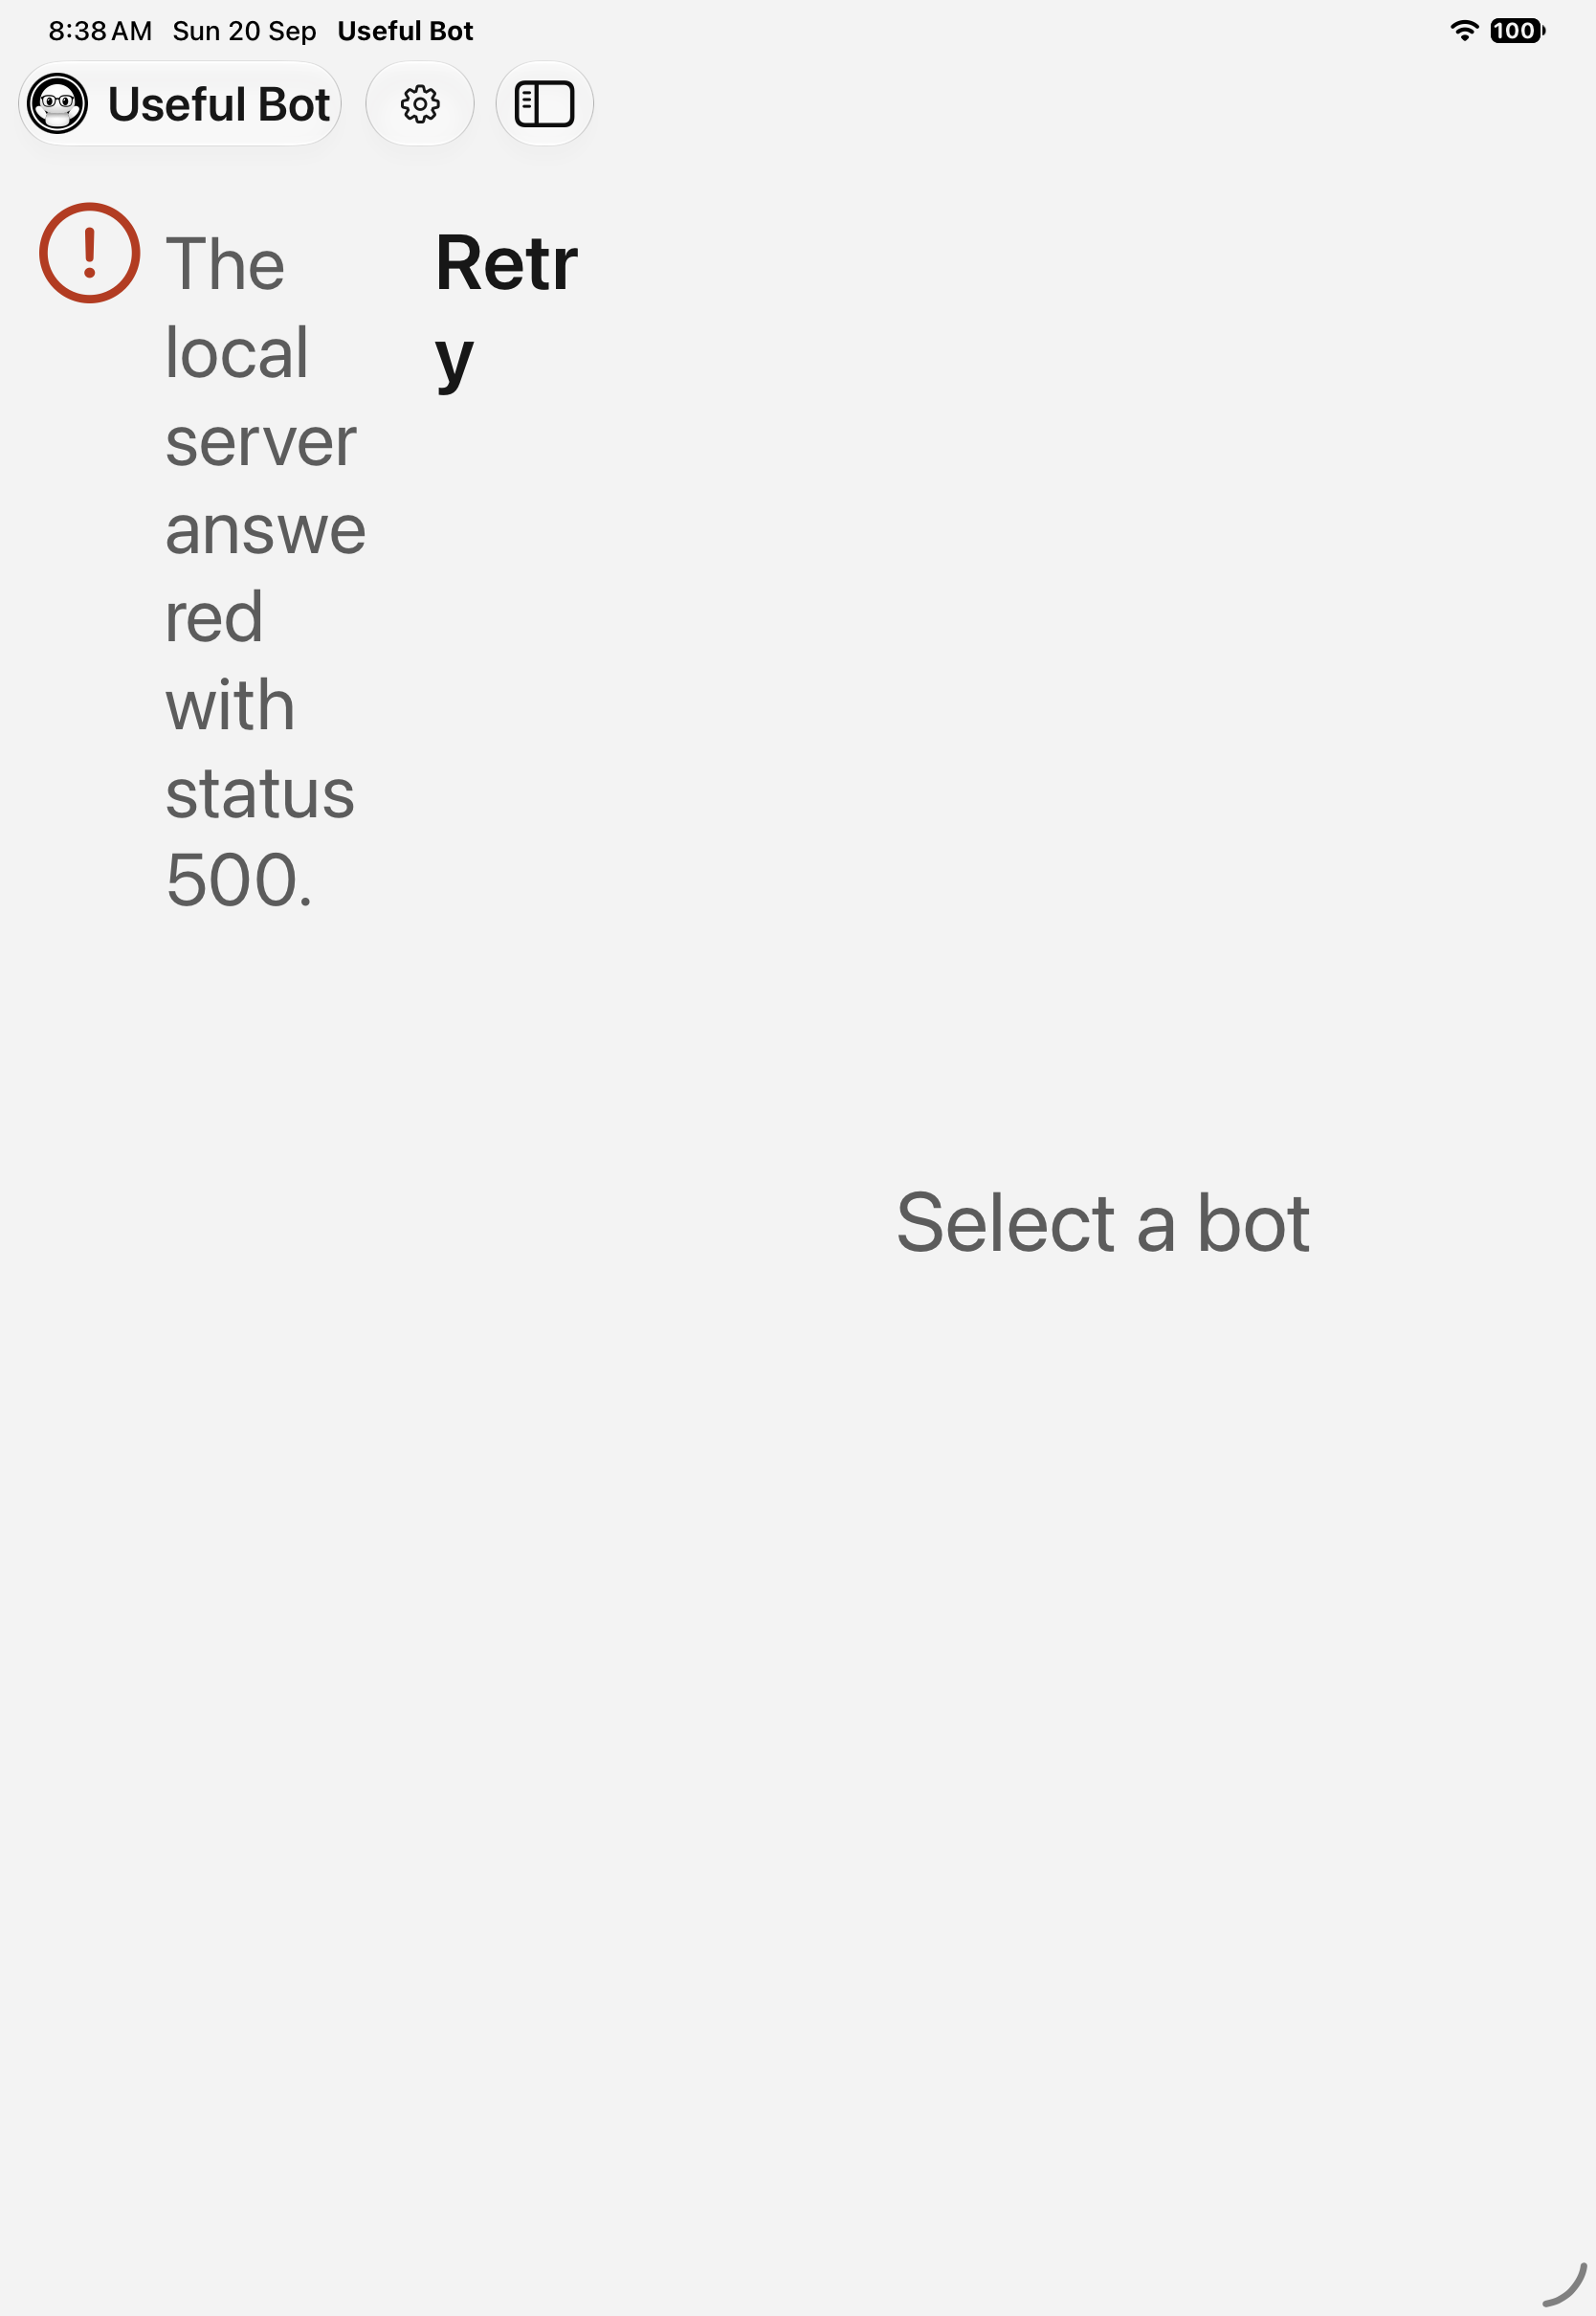 8:38 AM Sun 20 Sep Useful Bot
100
Useful Bot
The
local
server
answe
red
with
status
500.
Retr
y
Select a bot